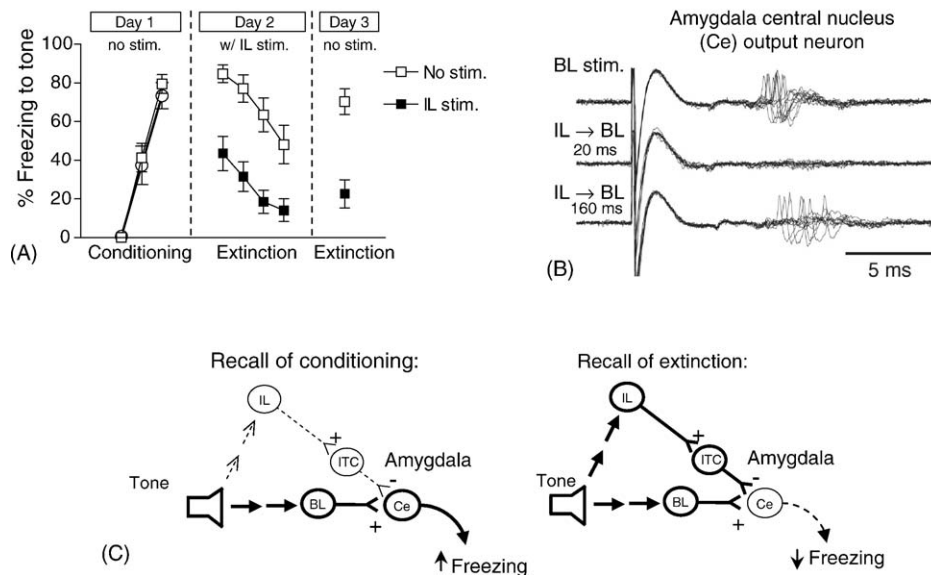 Day 1
Day 2
Day 3
no stim.
w/ IL stim.
no stim.
100
80
60
40
20
0
% Freezing to tone
No stim.
IL stim.
Conditioning
Extinction
Extinction
(A)
Amygdala central nucleus
(Ce) output neuron
BL stim.
IL → BL
20 ms
IL → BL
160 ms
5 ms
(B)
Recall of conditioning:
IL
+
ITC
Amygdala
-
Tone
BL
Ce
+
↑ Freezing
(C)
Recall of extinction:
IL
+
ITC
Amygdala
-
Tone
BL
Ce
+
↓ Freezing